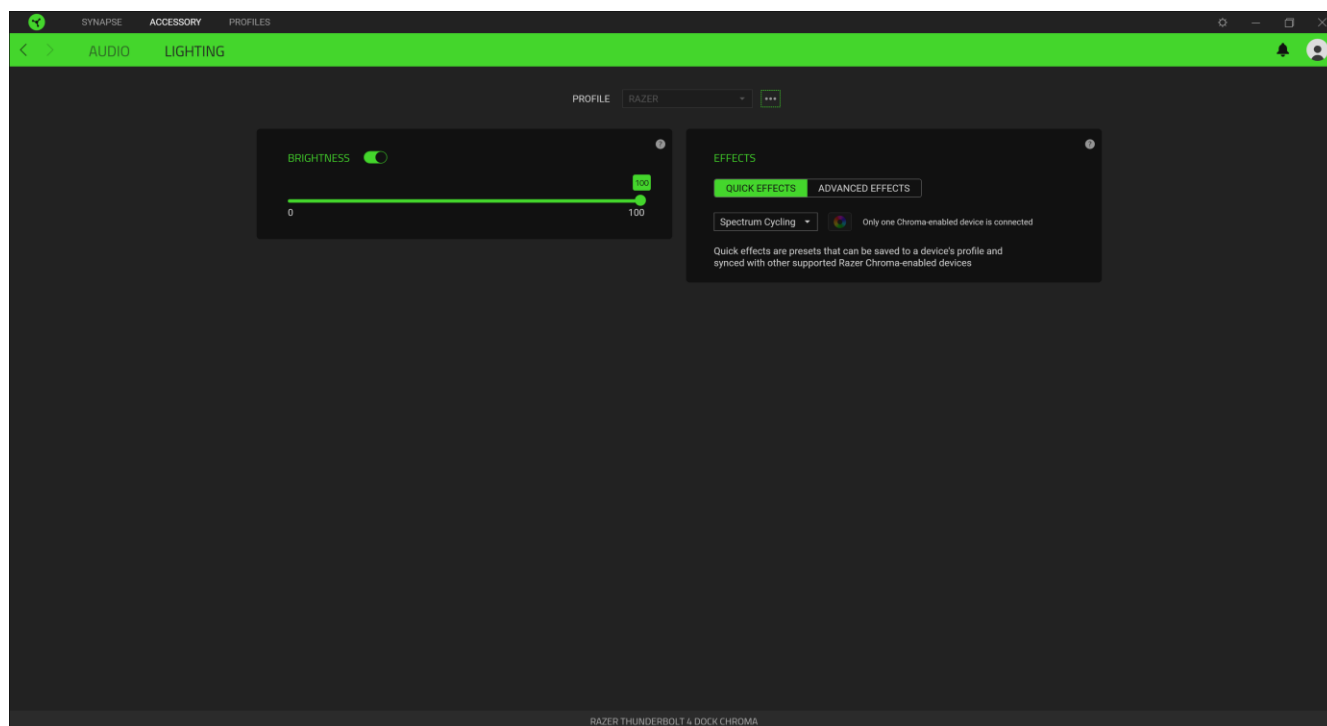 SYNAPSE ACCESSORY PROFILES
AUDIO LIGHTING
PROFILE RAZER
BRIGHTNESS
100
0 100
EFFECTS
QUICK EFFECTS ADVANCED EFFECTS
Spectrum Cycling Only one Chroma-enabled device is connected
Quick effects are presets that can be saved to a device's profile and
synced with other supported Razer Chroma-enabled devices
RAZER THUNDERBOLT 4 DOCK CHROMA